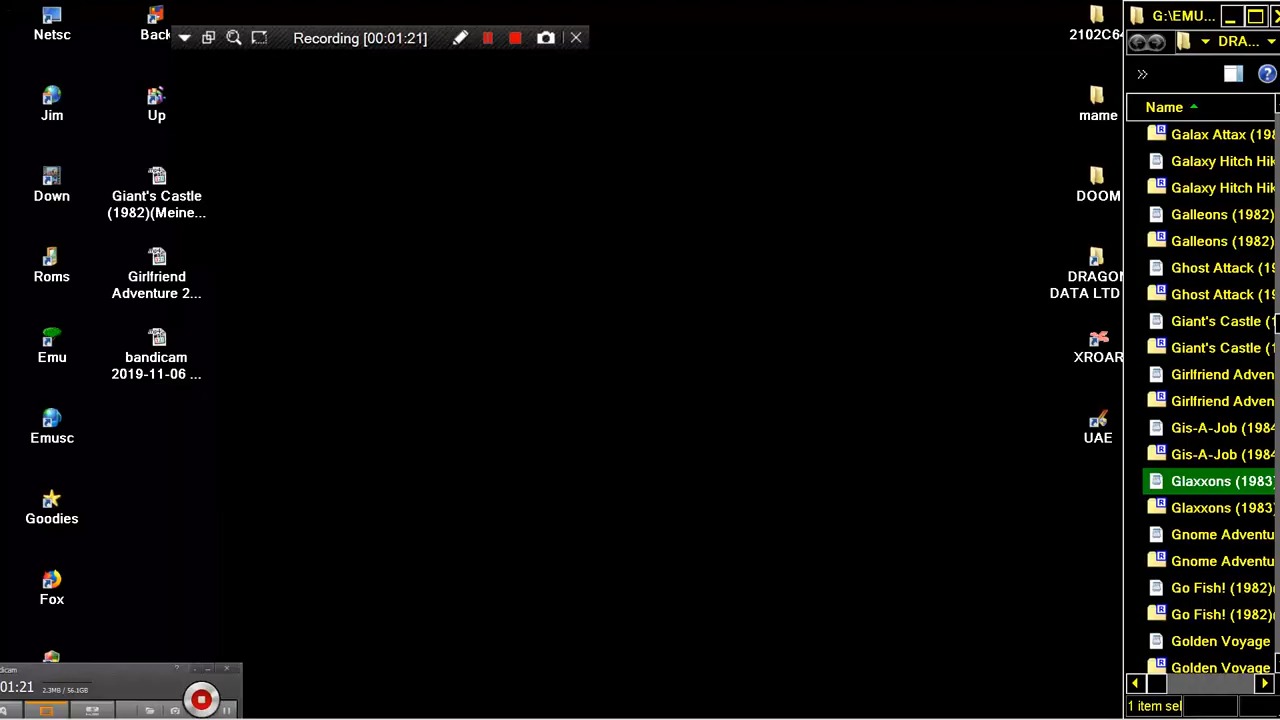 Netsc
Back
Recording [00:01:21]
2102C64
G:\EMU...
DRA...
Jim
Up
mame
Name
Down
Giant's Castle
(1982)(Meine...
DOOM
Roms
Girlfriend
Adventure 2...
DRAGON
DATA LTD
Emu
bandicam
2019-11-06 ...
XROAR
Emusc
UAE
Goodies
Fox
Galax Attax (198
Galaxy Hitch Hik
Galaxy Hitch Hik
Galleons (1982)
Galleons (1982)
Ghost Attack (19
Ghost Attack (19
Giant's Castle (1
Giant's Castle (1
Girlfriend Adven
Girlfriend Adven
Gis-A-Job (1984
Gis-A-Job (1984
Glaxxons (1983)
Glaxxons (1983)
Gnome Adventu
Gnome Adventu
Go Fish! (1982)(
Go Fish! (1982)(
Golden Voyage
Golden Voyage
1 item sel
dicam
01:21
2.3MB / 56.1GB